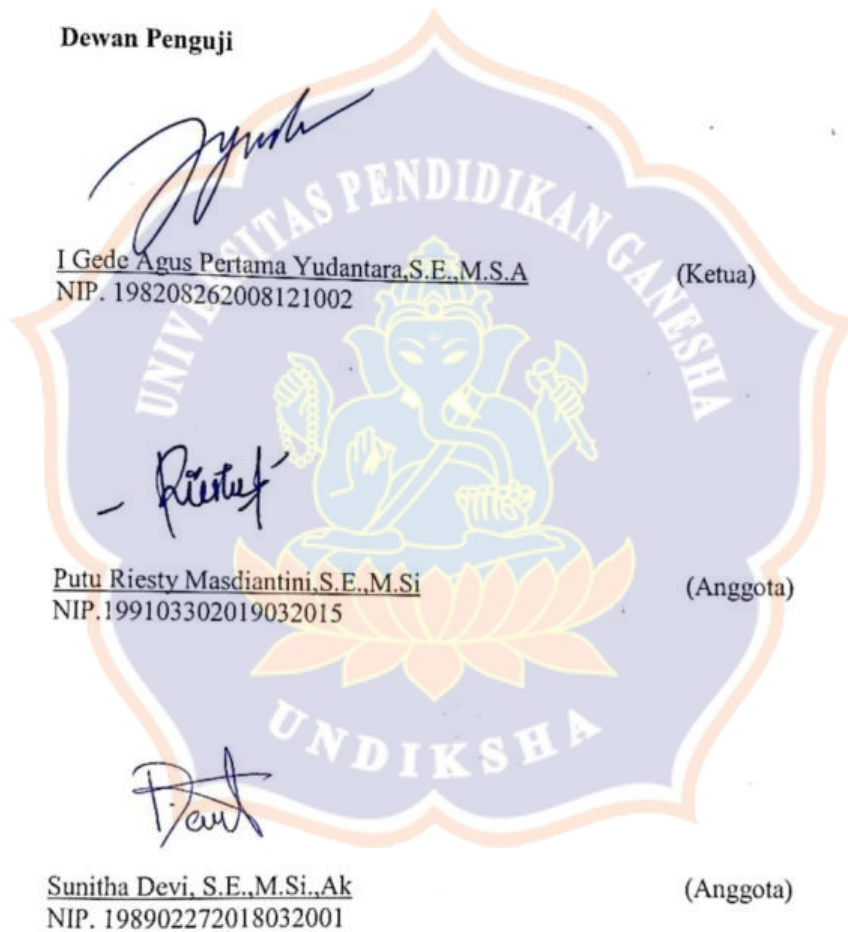 Dewan Penguji
UNIVERSITAS PENDIDIKAN GANESHA
I Gede Agus Pertama Yudantara,S.E.,M.S.A (Ketua)
NIP. 198208262008121002
Putu Riesty Masdiantini,S.E.,M.Si (Anggota)
NIP.199103302019032015
UNDIKSHA
Sunitha Devi, S.E.,M.Si.,Ak (Anggota)
NIP. 198902272018032001